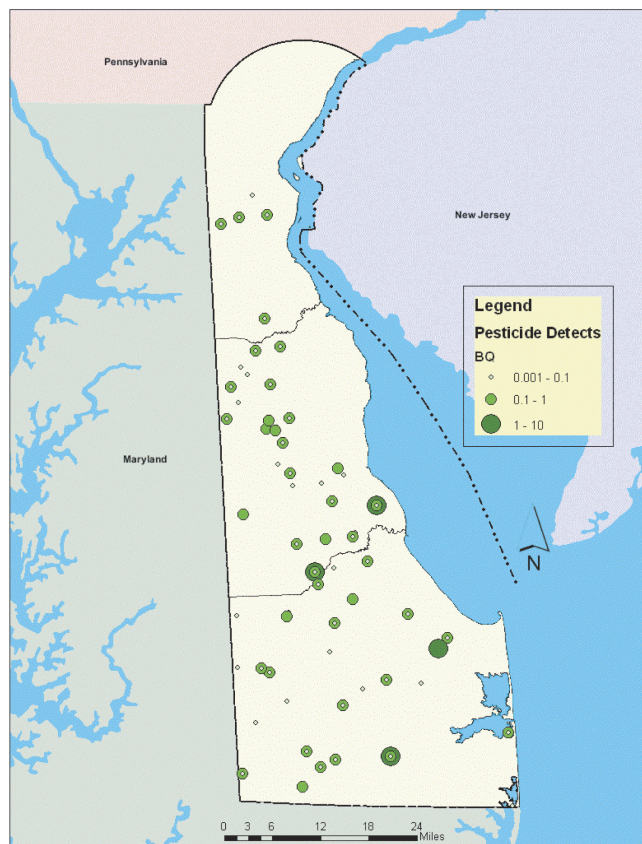 Pennsylvania
New Jersey
Legend
Pesticide Detects
BQ
0.001 - 0.1
0.1 - 1
1 - 10
Maryland
N
0 3 6 12 18 24
Miles